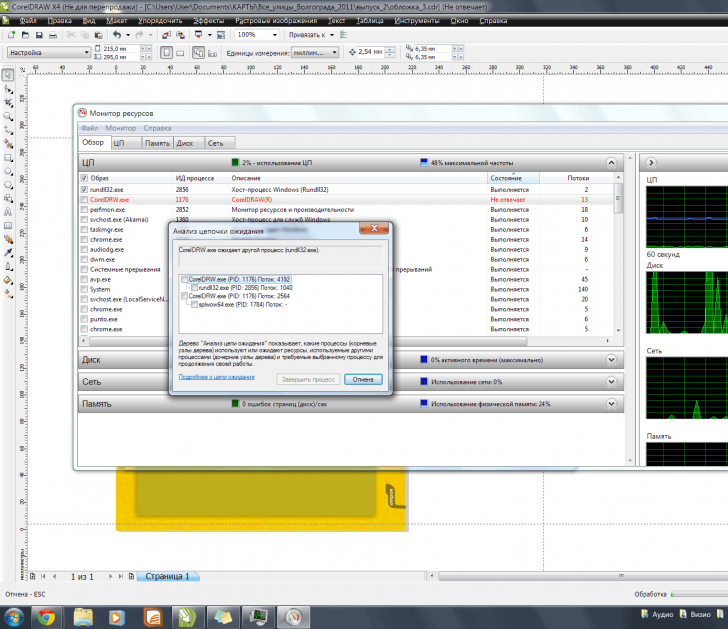 CorelDRAW X4 (Не для перепродажи) - [C:\Users\User\Documents\КАРТЫ\Все_улицы_Волгограда_2011\выпуск_2\обложка_3.cdr] (Не отвечает)
Файл Правка Вид Макет Упорядочить Эффекты Растровые изображения Текст Таблица Инструменты Окно Справка
100% Привязать к
Настройка 215,0 мм 295,0 мм Единицы измерения: миллим... 2,54 мм 6,35 мм 6,35 мм
Монитор ресурсов
Файл Монитор Справка
Обзор ЦП Память Диск Сеть
ЦП 2% - использование ЦП 48% максимальной частоты
Образ ИД процесса Описание Состояние Потоки
rundll32.exe 2856 Хост-процесс Windows (Rundll32) Выполняется 2
CorelDRW.exe 1176 CorelDRAW(R) Не отвечает 13
perfmon.exe 2852 Монитор ресурсов и производительности Выполняется 18
svchost.exe (Akamai) 1360 Хост-процесс для служб Windows Выполняется
taskmgr.exe Выполняется 6
chrome.exe Выполняется 14
audiodg.exe Выполняется 9
dwm.exe Выполняется 6
Системные прерывания прерываний Выполняется -
avp.exe Выполняется 45
System Выполняется 140
svchost.exe (LocalServiceN... Выполняется 20
chrome.exe Выполняется 5
punto.exe Выполняется 6
chrome.exe Выполняется 5
Анализ цепочки ожидания
CorelDRW.exe ожидает другой процесс (rundll32.exe).
CorelDRW.exe (PID: 1176) Поток: 4192
rundll32.exe (PID: 2856) Поток: 1040
CorelDRW.exe (PID: 1176) Поток: 2564
splwow64.exe (PID: 1784) Поток: -
Дерево "Анализ цепи ожидания" показывает, какие процессы (корневые
узлы дерева) используют или ожидают ресурсы, используемые другими
процессами (дочерние узлы дерева) и требуемые выбранному процессу для
продолжения своей работы.
Подробнее о цепи ожидания
Завершить процесс Отмена
Диск 0% активного времени (максимально)
Сеть Использование сети: 0%
Память 0 ошибок страниц (диск)/сек Использование физической памяти: 24%
ЦП
60 секунд
Диск
Сеть
Память
1 из 1 Страница 1
Отмена - ESC Обработка
Аудио Визио